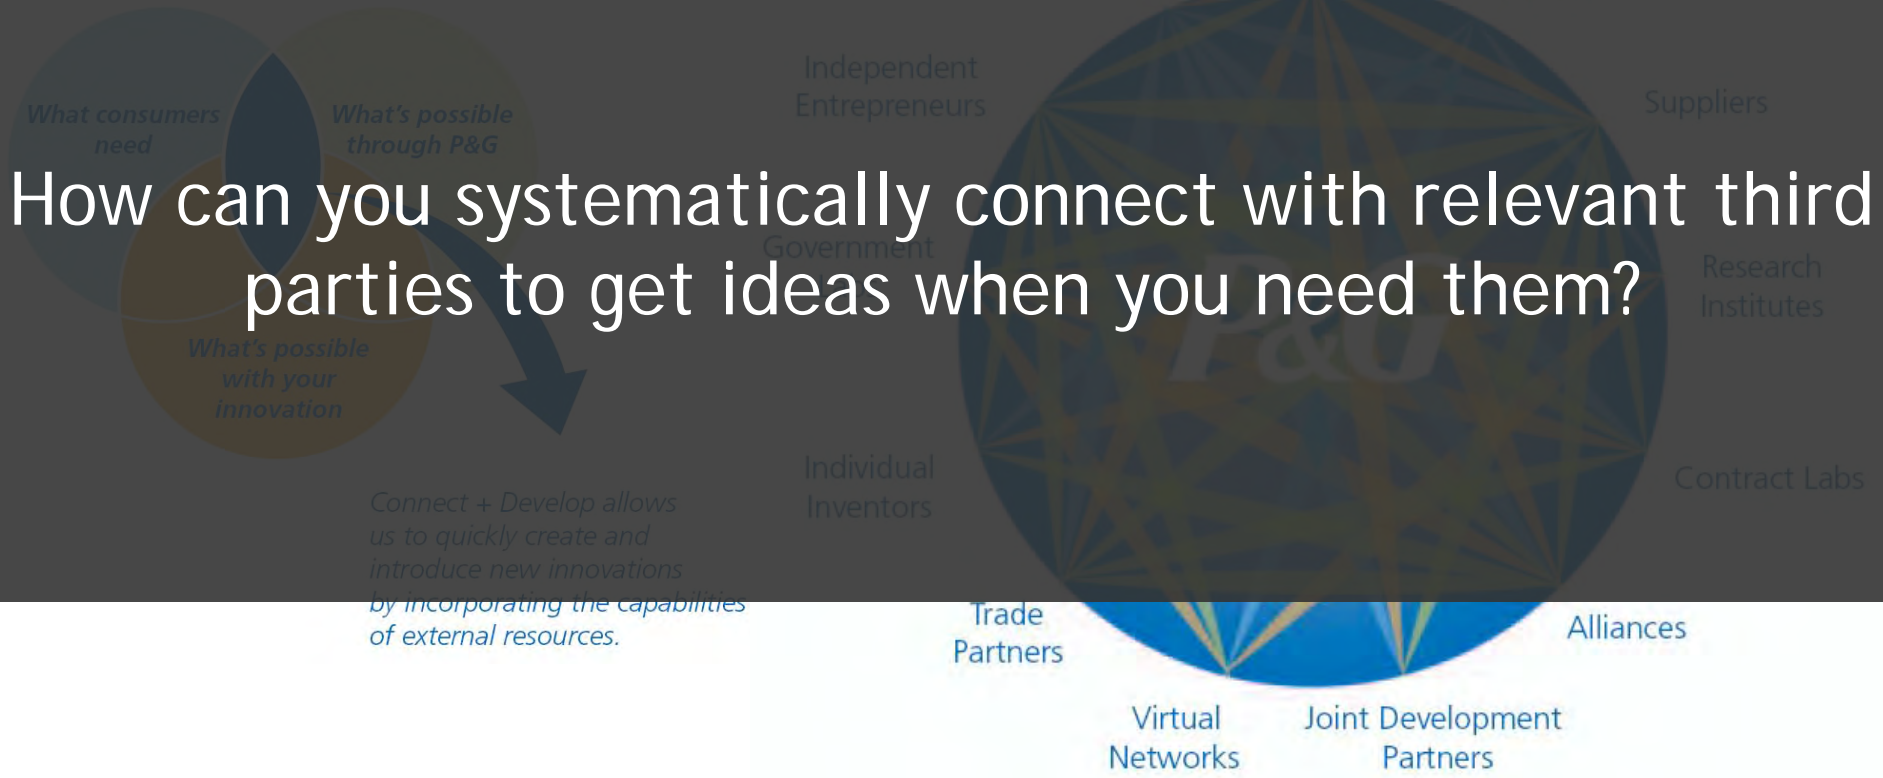 How can you systematically connect with relevant third
parties to get ideas when you need them?
What consumers
need
What's possible
through P&G
What's possible
with your
innovation
Connect + Develop allows
us to quickly create and
introduce new innovations
by incorporating the capabilities
of external resources.
Independent
Entrepreneurs
Government
Individual
Inventors
Trade
Partners
Virtual
Networks
Joint Development
Partners
Alliances
Contract Labs
Research
Institutes
Suppliers
P&G